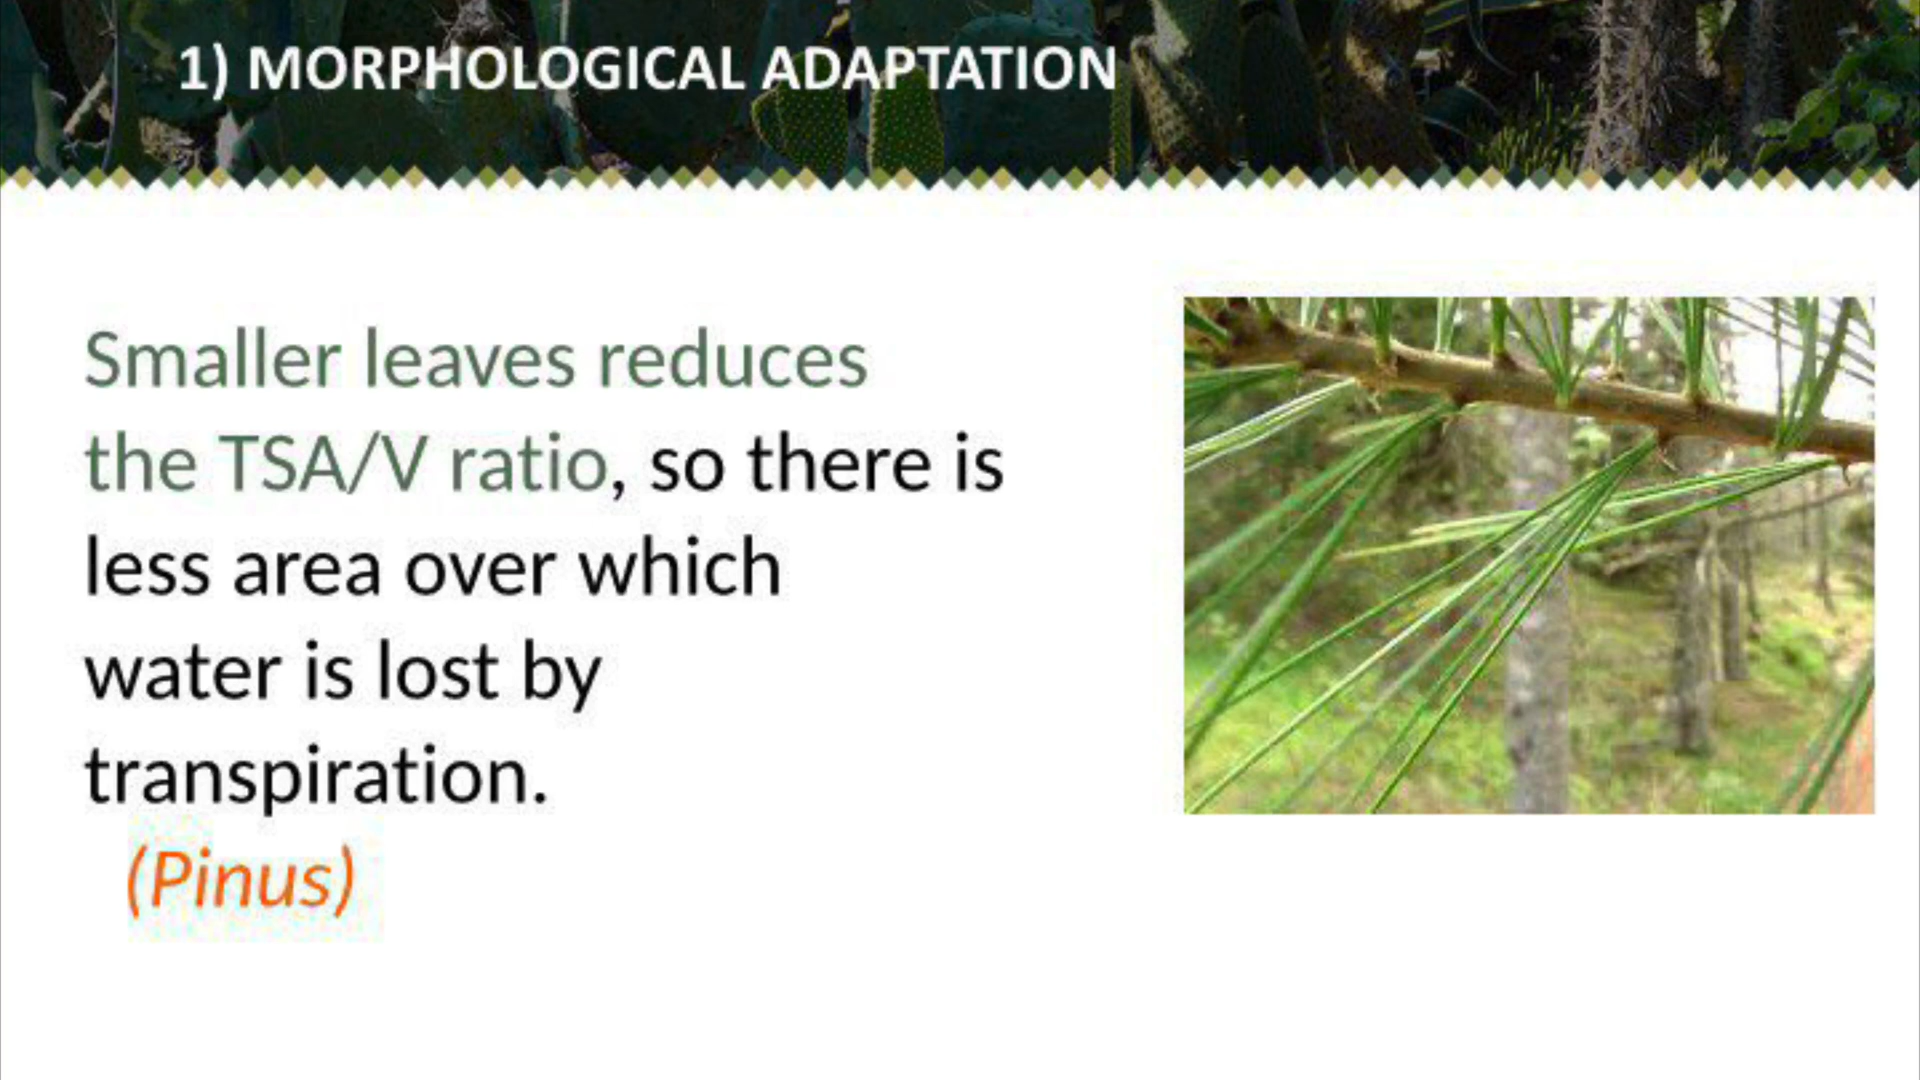 1) MORPHOLOGICAL ADAPTATION
Smaller leaves reduces
the TSA/V ratio, so there is
less area over which
water is lost by
transpiration.
(Pinus)